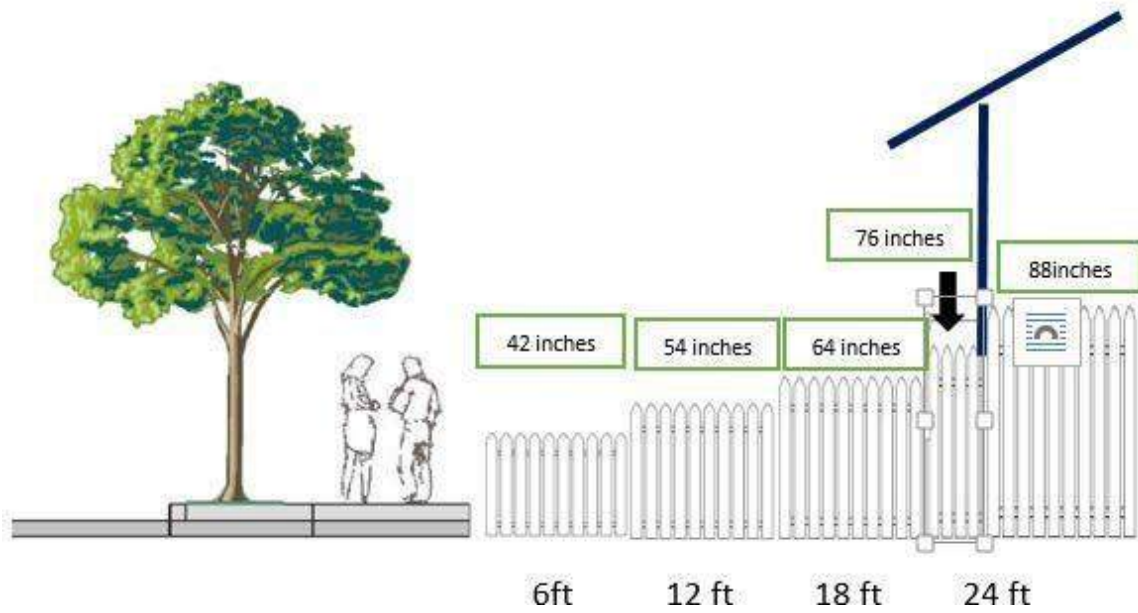 76 inches
88inches
42 inches
54 inches
64 inches
6ft
12 ft
18 ft
24 ft